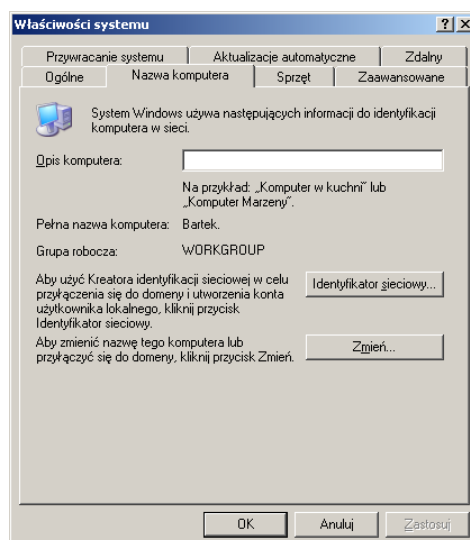 Właściwości systemu
Przywracanie systemu Aktualizacje automatyczne Zdalny
Ogólne Nazwa komputera Sprzęt Zaawansowane
System Windows używa następujących informacji do identyfikacji
komputera w sieci.
Opis komputera:
Na przykład: „Komputer w kuchni” lub
„Komputer Marzeny”.
Pełna nazwa komputera: Bartek.
Grupa robocza: WORKGROUP
Aby użyć Kreatora identyfikacji sieciowej w celu
przyłączenia się do domeny i utworzenia konta
użytkownika lokalnego, kliknij przycisk
Identyfikator sieciowy.
Identyfikator sieciowy...
Aby zmienić nazwę tego komputera lub
przyłączyć się do domeny, kliknij przycisk Zmień.
Zmień...
OK Anuluj Zastosuj